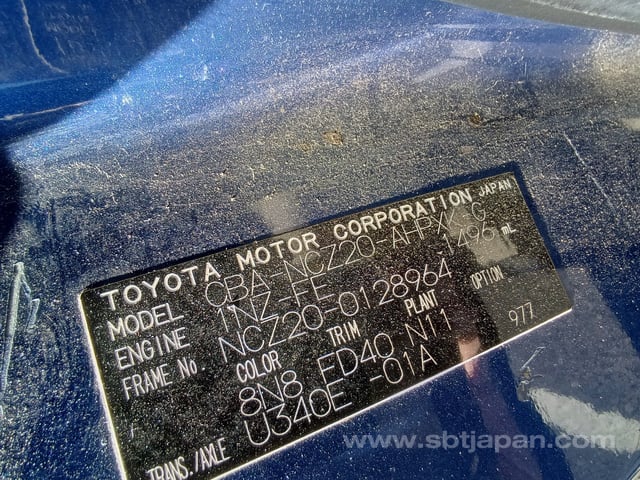 TOYOTA MOTOR CORPORATION JAPAN
MODEL CBA-NCZ20-AHPXK G
ENGINE 1NZ-FE 1496 mL
FRAME No. NCZ20-0128964
COLOR TRIM PLANT OPTION
8N8 FD40 N11 977
TRANS./AXLE U340E -01A
www.sbtjapan.com